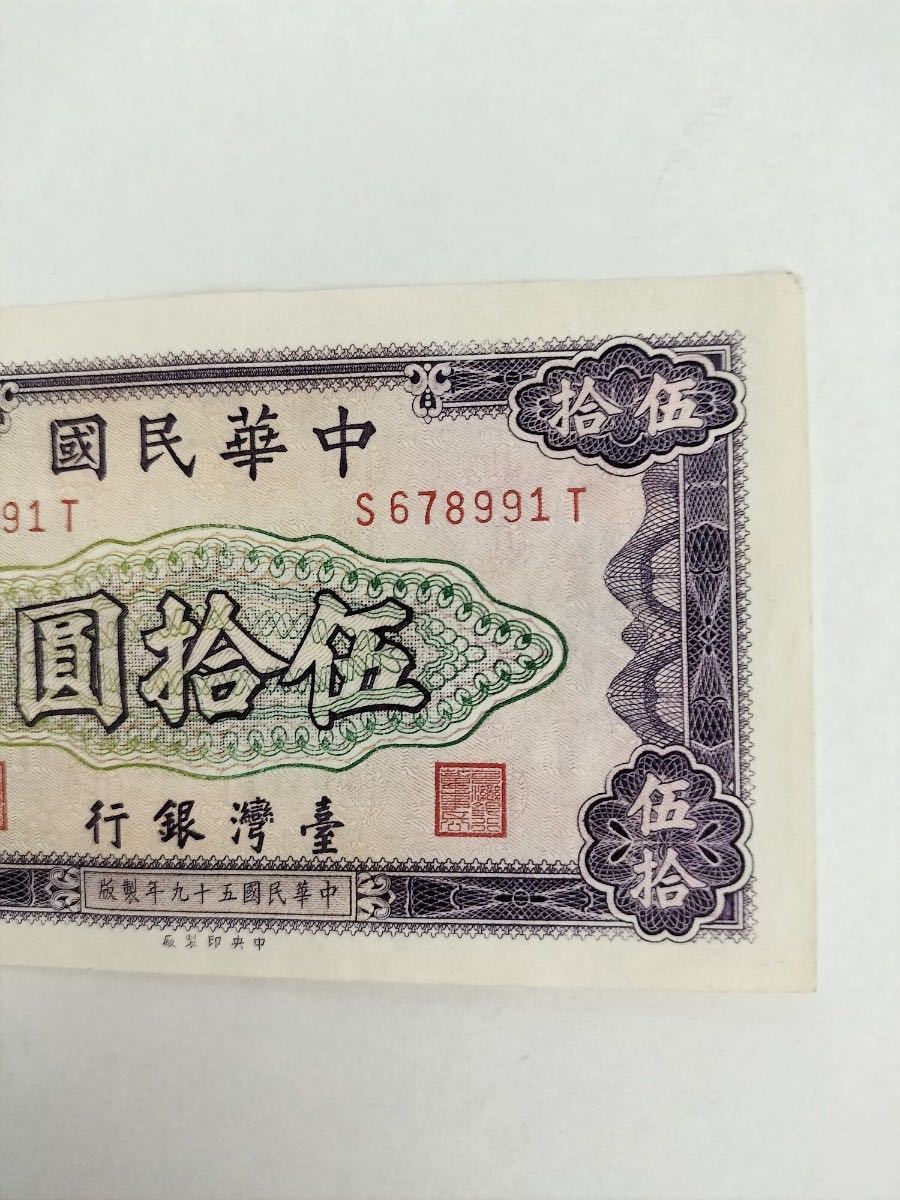 伍拾
中華民國
91T S678991T
伍拾圓
臺灣銀行
伍拾
中華民國五十九年製版
中央印製廠